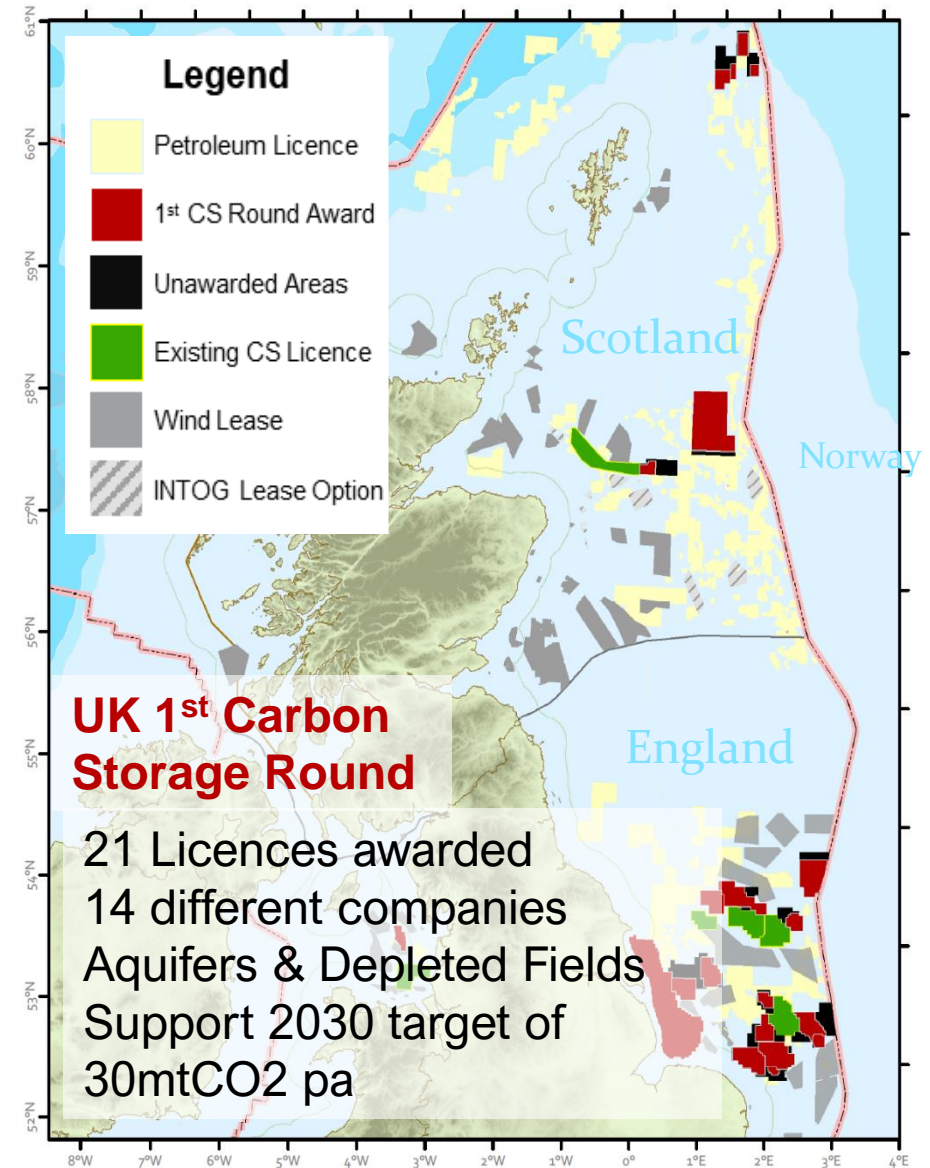 61°N
Legend
Petroleum Licence
1st CS Round Award
Unawarded Areas
Existing CS Licence
Wind Lease
INTOG Lease Option
60°N
59°N
58°N
57°N
56°N
55°N
54°N
53°N
52°N
Scotland
Norway
England
UK 1st Carbon
Storage Round
21 Licences awarded
14 different companies
Aquifers & Depleted Fields
Support 2030 target of
30mtCO2 pa
8°W 7°W 6°W 5°W 4°W 3°W 2°W 1°W 0° 1°E 2°E 3°E 4°E